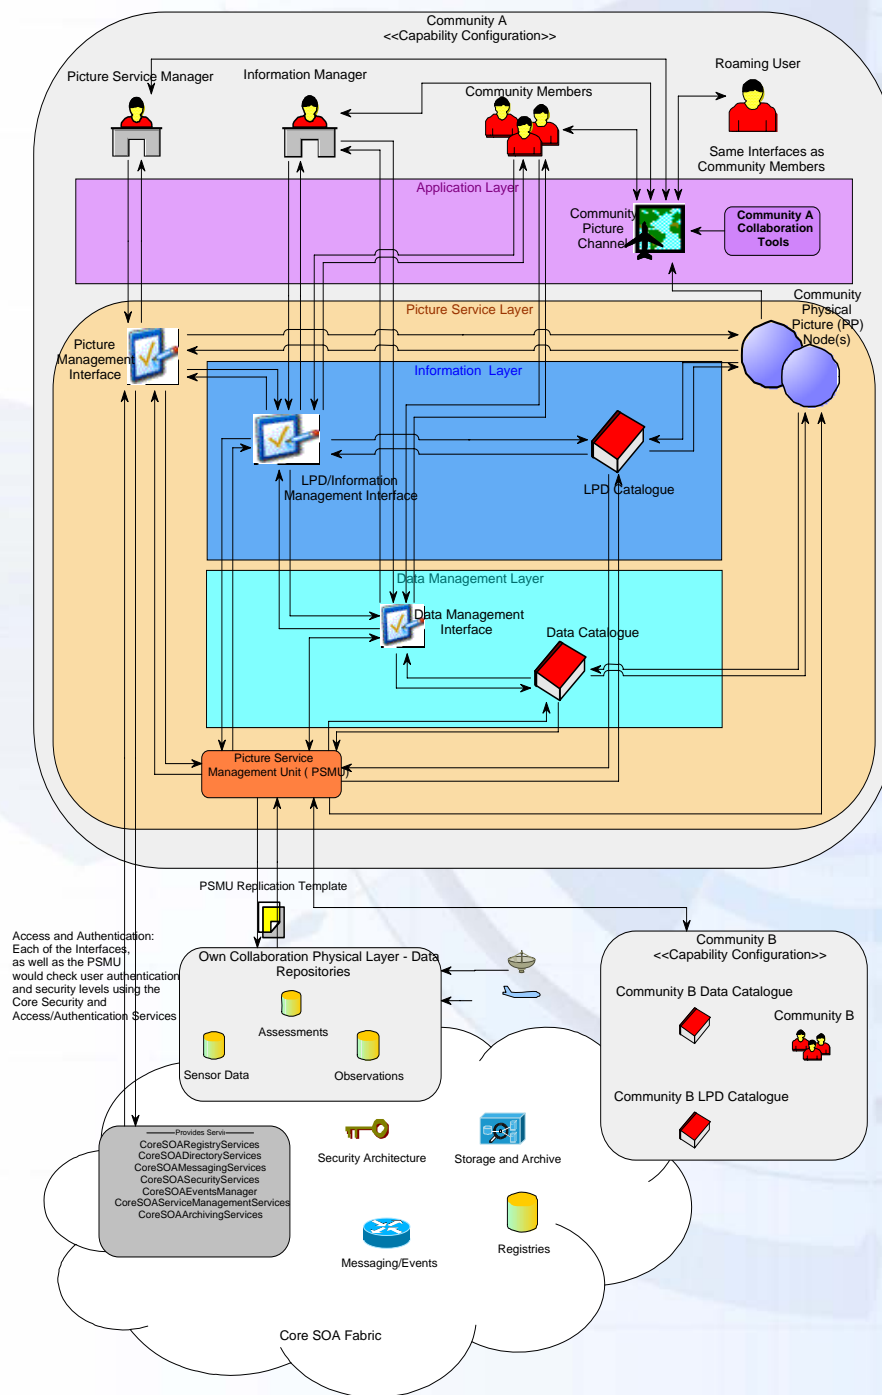 Community A
<<Capability Configuration>>
Picture Service Manager
Information Manager
Community Members
Roaming User
Same Interfaces as
Community Members
Application Layer
Community
Picture
Channel
Community A
Collaboration
Tools
Picture Service Layer
Community
Physical
Picture (PP)
Node(s)
Picture
Management
Interface
Information Layer
LPD/Information
Management Interface
LPD Catalogue
Data Management Layer
Data Management
Interface
Data Catalogue
Picture Service
Management Unit ( PSMU)
PSMU Replication Template
Access and Authentication:
Each of the Interfaces,
as well as the PSMU
would check user authentication
and security levels using the
Core Security and
Access/Authentication Services
Own Collaboration Physical Layer - Data
Repositories
Assessments
Sensor Data
Observations
Community B
<<Capability Configuration>>
Community B Data Catalogue
Community B
Community B LPD Catalogue
Provides
CoreSOARegistryServices
CoreSOADirectoryServices
CoreSOAMessagingServices
CoreSOASecurityServices
CoreSOAEventsManager
CoreSOAServiceManagementServices
CoreSOAArchivingServices
Security Architecture
Storage and Archive
Messaging/Events
Registries
Core SOA Fabric